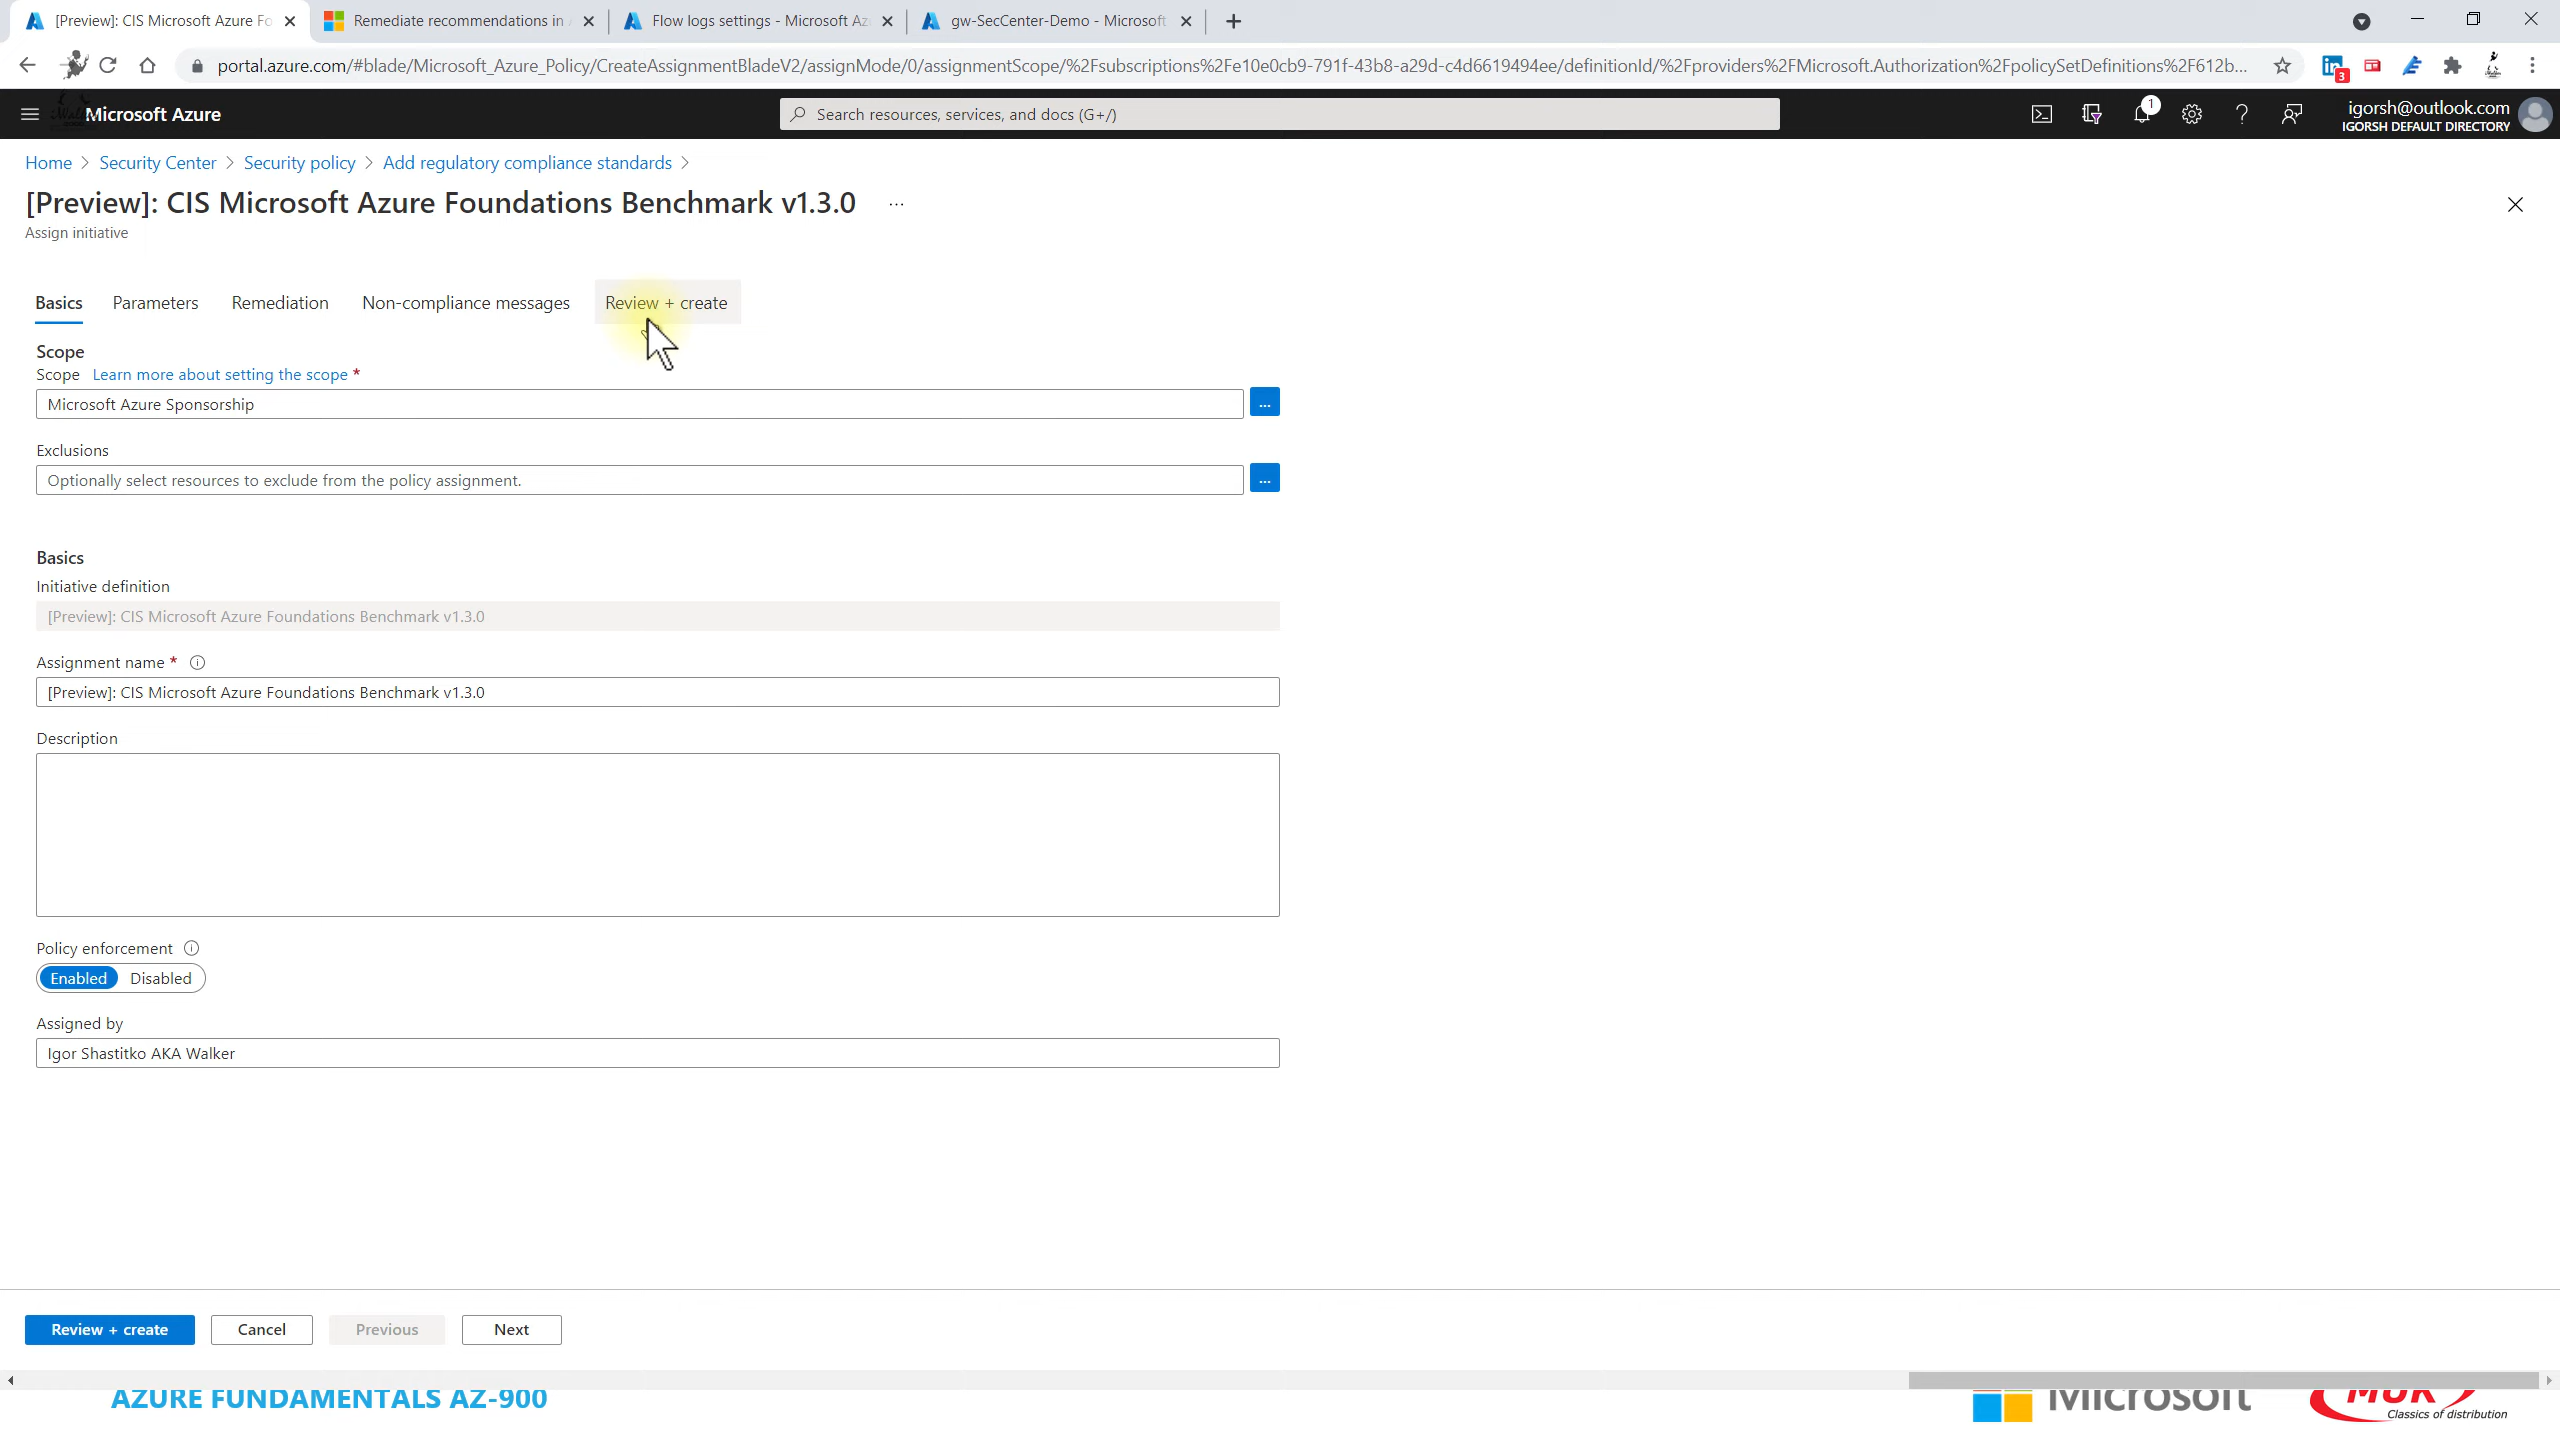 [Preview]: CIS Microsoft Azure Fo
Remediate recommendations in
Flow logs settings - Microsoft Az
gw-SecCenter-Demo - Microsoft
portal.azure.com/#blade/Microsoft_Azure_Policy/CreateAssignmentBladeV2/assignMode/0/assignmentScope/%2Fsubscriptions%2Fe10e0cb9-791f-43b8-a29d-c4d6619494ee/definitionId/%2Fproviders%2FMicrosoft.Authorization%2FpolicySetDefinitions%2F612b...
3
Microsoft Azure
Search resources, services, and docs (G+/)
1
igorsh@outlook.com
IGORSH DEFAULT DIRECTORY
Home > Security Center > Security policy > Add regulatory compliance standards >
[Preview]: CIS Microsoft Azure Foundations Benchmark v1.3.0 ...
Assign initiative
Basics Parameters Remediation Non-compliance messages Review + create
Scope
Scope Learn more about setting the scope *
Microsoft Azure Sponsorship
...
Exclusions
Optionally select resources to exclude from the policy assignment.
...
Basics
Initiative definition
[Preview]: CIS Microsoft Azure Foundations Benchmark v1.3.0
Assignment name *
[Preview]: CIS Microsoft Azure Foundations Benchmark v1.3.0
Description
Policy enforcement
Enabled Disabled
Assigned by
Igor Shastitko AKA Walker
Review + create Cancel Previous Next
AZURE FUNDAMENTALS AZ-900
Microsoft
MUK
Classics of distribution